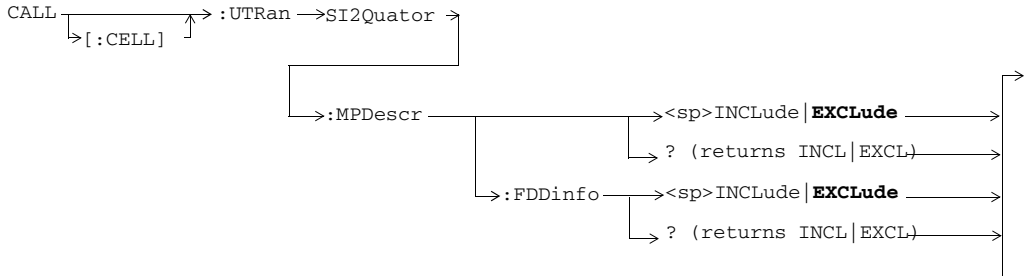 CALL :UTRan SI2Quator
[:CELL]
:MPDescr <sp>INCLude|EXCLude
? (returns INCL|EXCL)
:FDDinfo <sp>INCLude|EXCLude
? (returns INCL|EXCL)